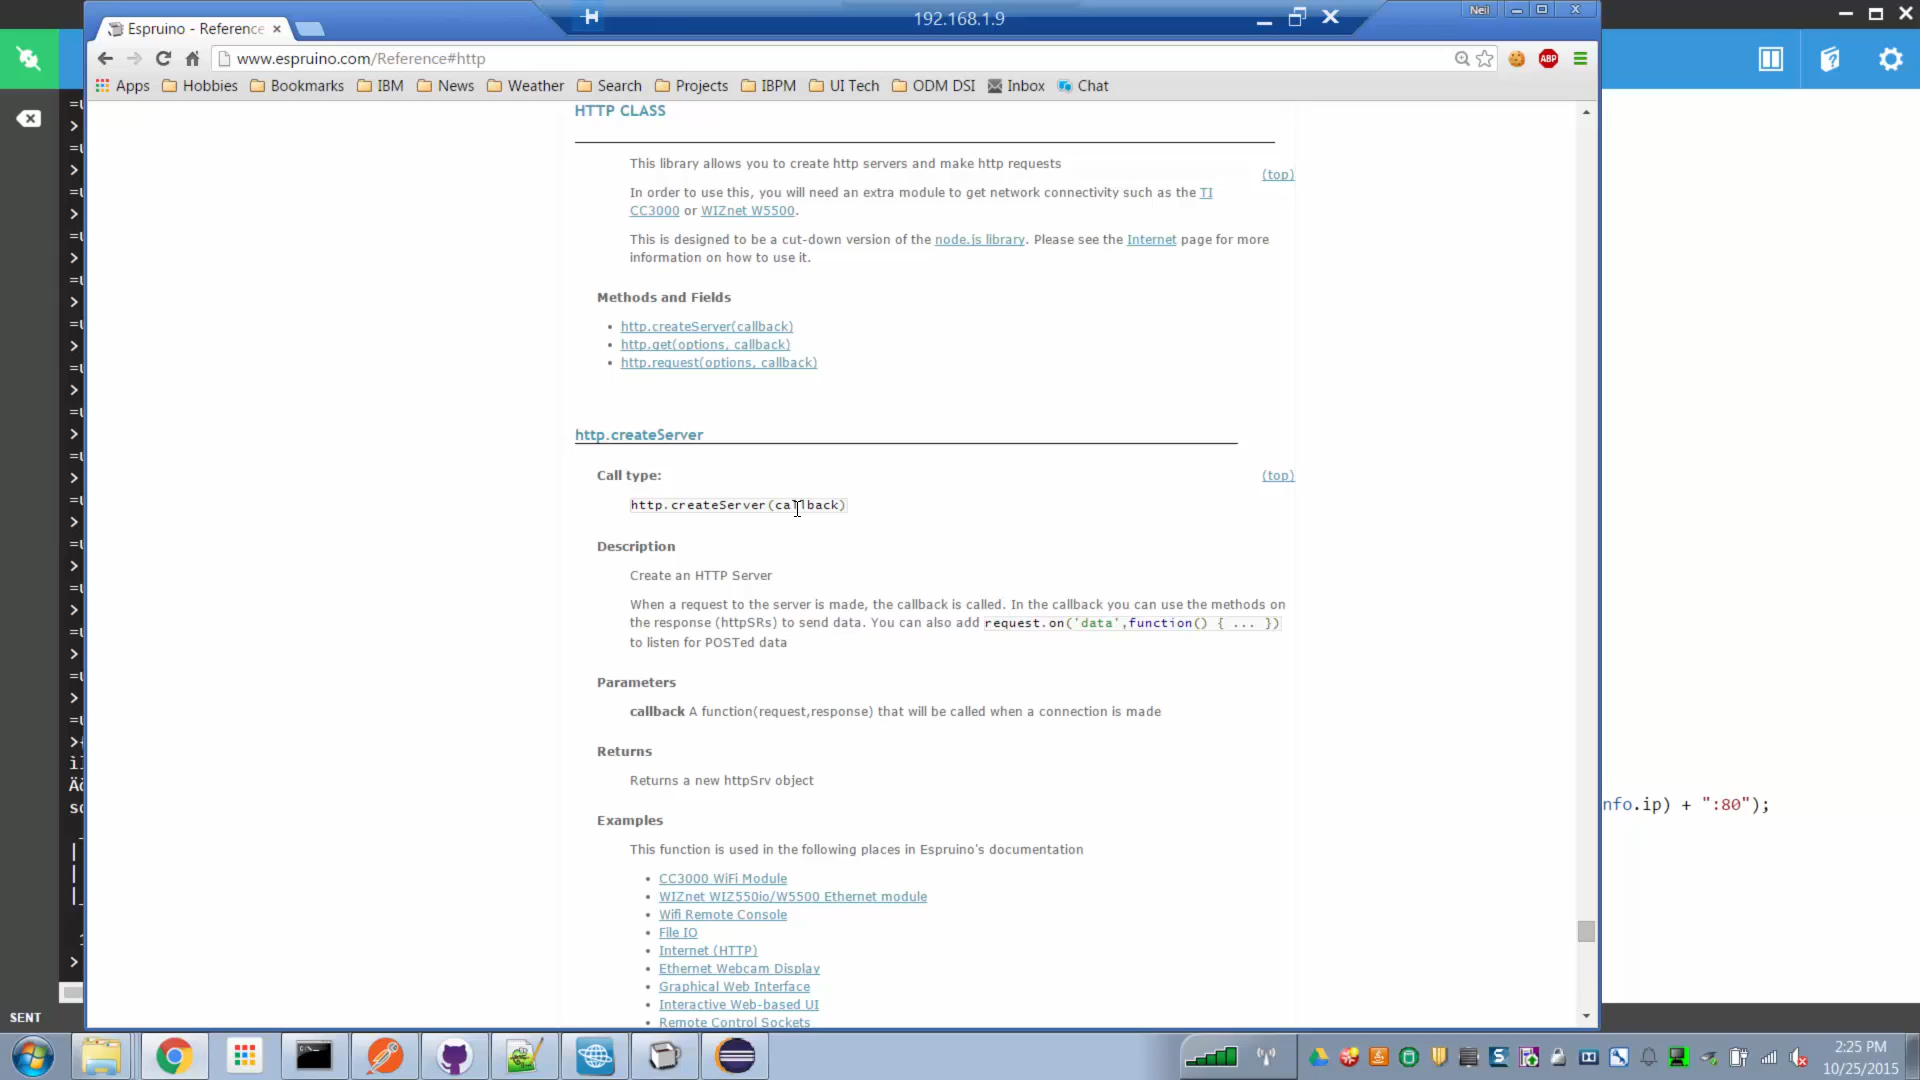 192.168.1.9
Neil
Espruino - Reference
www.espruino.com/Reference#http
ABP
Apps Hobbies Bookmarks IBM News Weather Search Projects IBPM UI Tech ODM DSI Inbox Chat
HTTP CLASS
This library allows you to create http servers and make http requests
(top)
In order to use this, you will need an extra module to get network connectivity such as the TI
CC3000 or WIZnet W5500.
This is designed to be a cut-down version of the node.js library. Please see the Internet page for more
information on how to use it.
Methods and Fields
• http.createServer(callback)
• http.get(options, callback)
• http.request(options, callback)
http.createServer
Call type:
(top)
http.createServer(callback)
Description
Create an HTTP Server
When a request to the server is made, the callback is called. In the callback you can use the methods on
the response (httpSRs) to send data. You can also add request.on('data',function() { ... })
to listen for POSTed data
Parameters
callback A function(request,response) that will be called when a connection is made
Returns
Returns a new httpSrv object
nfo.ip) + ":80");
Examples
This function is used in the following places in Espruino's documentation
• CC3000 WiFi Module
• WIZnet WIZ550io/W5500 Ethernet module
• Wifi Remote Console
• File IO
• Internet (HTTP)
• Ethernet Webcam Display
• Graphical Web Interface
• Interactive Web-based UI
• Remote Control Sockets
SENT
2:25 PM
10/25/2015